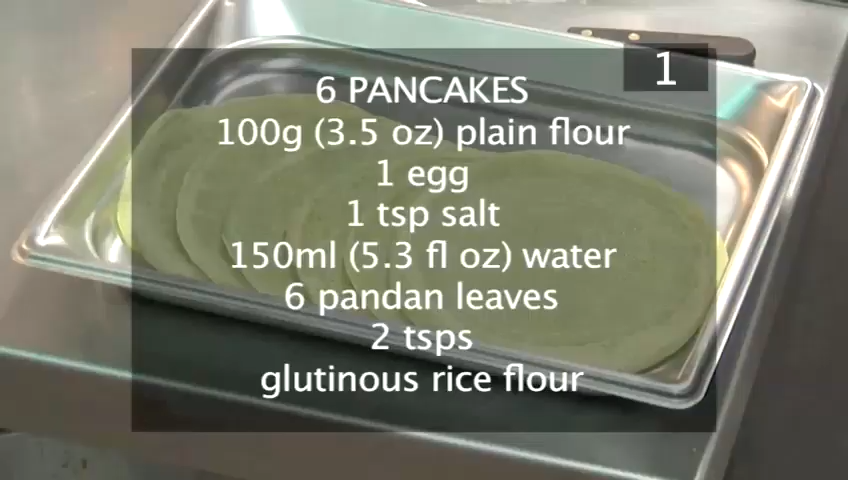 1
6 PANCAKES
100g (3.5 oz) plain flour
1 egg
1 tsp salt
150ml (5.3 fl oz) water
6 pandan leaves
2 tsps
glutinous rice flour